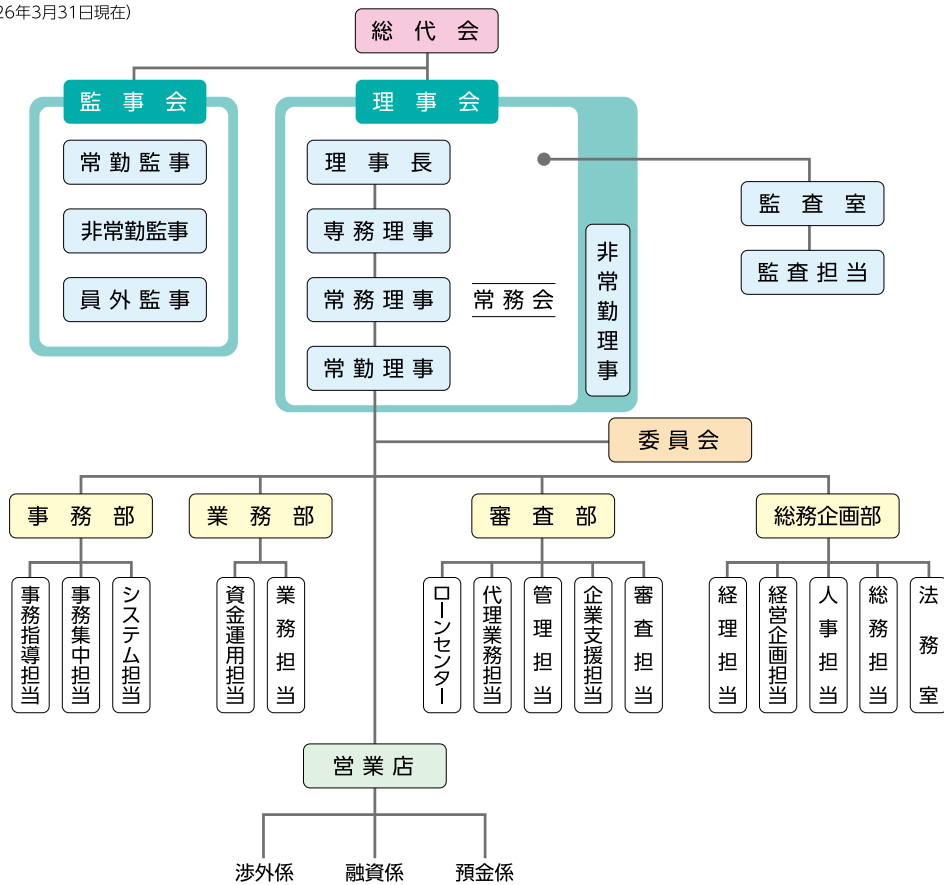 26年3月31日現在)
総代会
監事会
理事会
常勤監事
非常勤監事
員外監事
理事長
専務理事
常務理事
常勤理事
常務会
非常勤理事
監査室
監査担当
委員会
事務部
業務部
審査部
総務企画部
事務指導担当
事務集中担当
システム担当
資金運用担当
業務担当
ローンセンター
代理業務担当
管理担当
企業支援担当
審査担当
経理担当
経営企画担当
人事担当
総務担当
法務室
営業店
渉外係
融資係
預金係